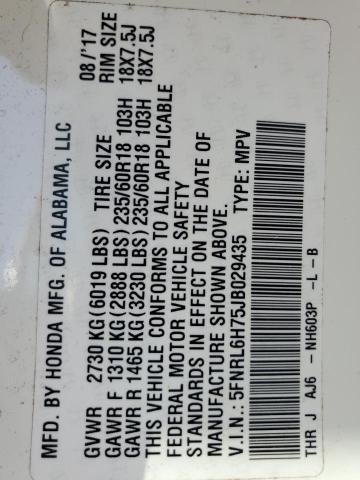 MFD. BY HONDA MFG. OF ALABAMA, LLC 08/'17
GVWR 2730 KG(6019 LBS) TIRE SIZE RIM SIZE
GAWR F 1310 KG(2888 LBS)235/60R18 103H 18X7.5J
GAWR R 1465 KG(3230 LBS)235/60R18 103H 18X7.5J
THIS VEHICLE CONFORMS TO ALL APPLICABLE
FEDERAL MOTOR VEHICLE SAFETY
STANDARDS IN EFFECT ON THE DATE OF
MANUFACTURE SHOWN ABOVE.
V.I.N.: 5FNRL6H75JB029435 TYPE: MPV
THR J AJ6 -NH603P -L-B